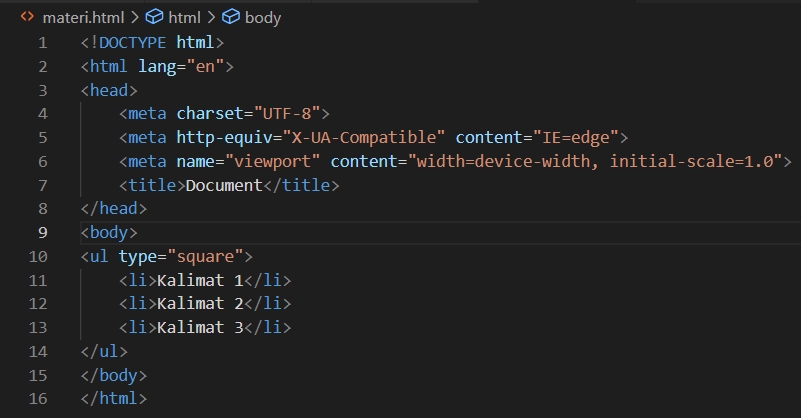 materi.html > html > body
1 <!DOCTYPE html>
2 <html lang="en">
3 <head>
4     <meta charset="UTF-8">
5     <meta http-equiv="X-UA-Compatible" content="IE=edge">
6     <meta name="viewport" content="width=device-width, initial-scale=1.0">
7     <title>Document</title>
8 </head>
9 <body>
10 <ul type="square">
11     <li>Kalimat 1</li>
12     <li>Kalimat 2</li>
13     <li>Kalimat 3</li>
14 </ul>
15 </body>
16 </html>